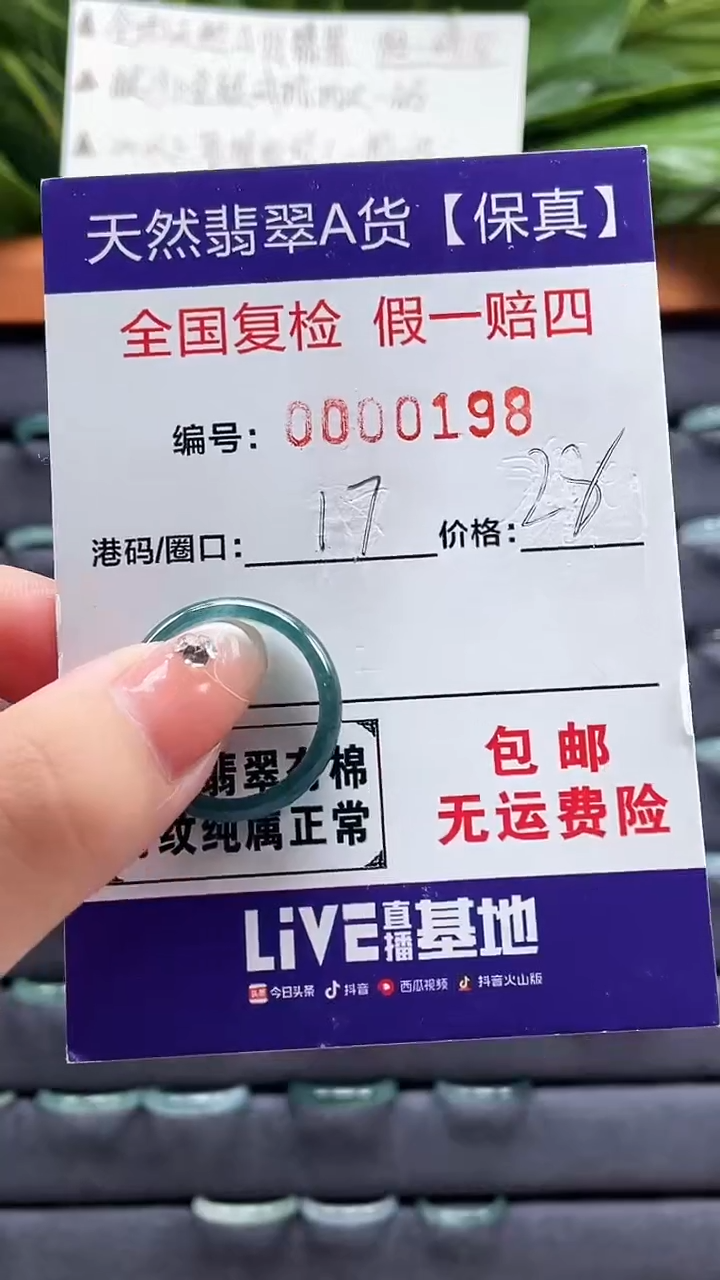 天然翡翠A货【保真】
全国复检 假一赔四
编号: 0000198
港码/圈口: 17 价格: 28
翡翠有棉
纹纯属正常
包邮
无运费险
LiVE直播基地
今日头条 抖音 西瓜视频 抖音火山版